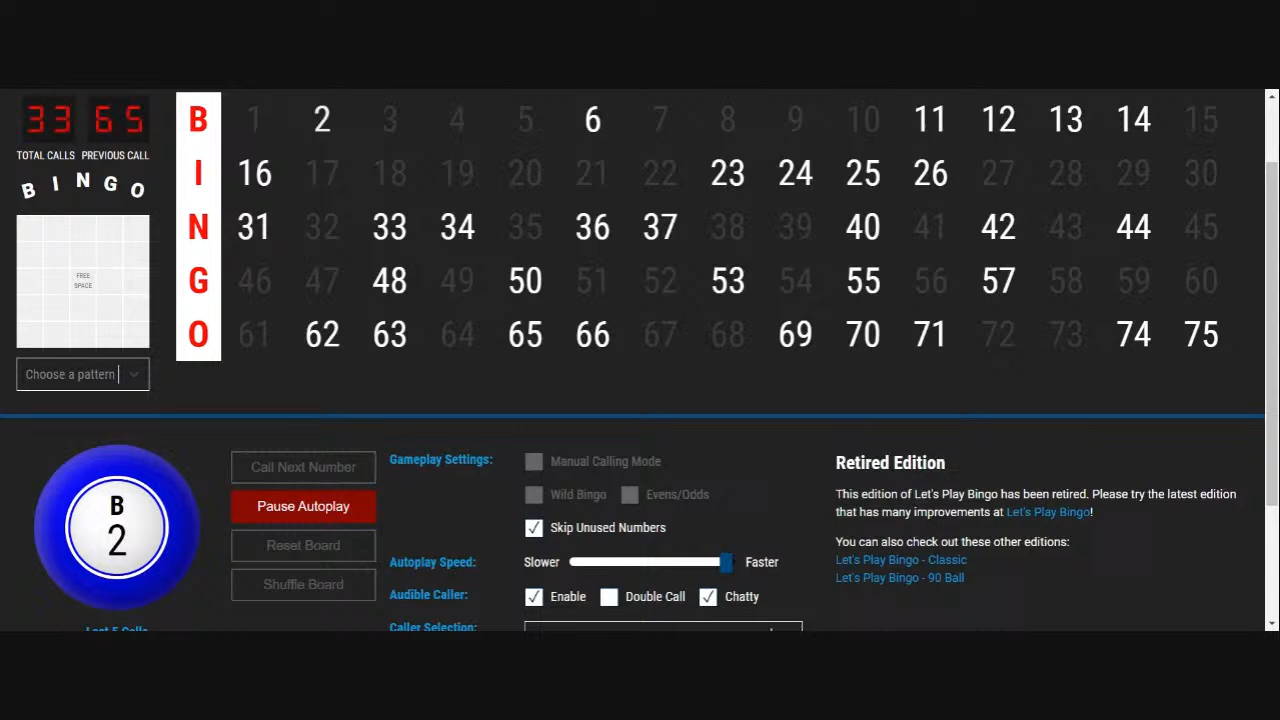 33 65
TOTAL CALLS PREVIOUS CALL
B I N G O
FREE
SPACE
Choose a pattern
B 1 2 3 4 5 6 7 8 9 10 11 12 13 14 15
I 16 17 18 19 20 21 22 23 24 25 26 27 28 29 30
N 31 32 33 34 35 36 37 38 39 40 41 42 43 44 45
G 46 47 48 49 50 51 52 53 54 55 56 57 58 59 60
O 61 62 63 64 65 66 67 68 69 70 71 72 73 74 75
B
2
Last 5 Calls
Call Next Number
Pause Autoplay
Reset Board
Shuffle Board
Gameplay Settings:
Manual Calling Mode
Wild Bingo Evens/Odds
Skip Unused Numbers
Autoplay Speed: Slower Faster
Audible Caller: Enable Double Call Chatty
Caller Selection:
Retired Edition
This edition of Let's Play Bingo has been retired. Please try the latest edition
that has many improvements at Let's Play Bingo!
You can also check out these other editions:
Let's Play Bingo - Classic
Let's Play Bingo - 90 Ball